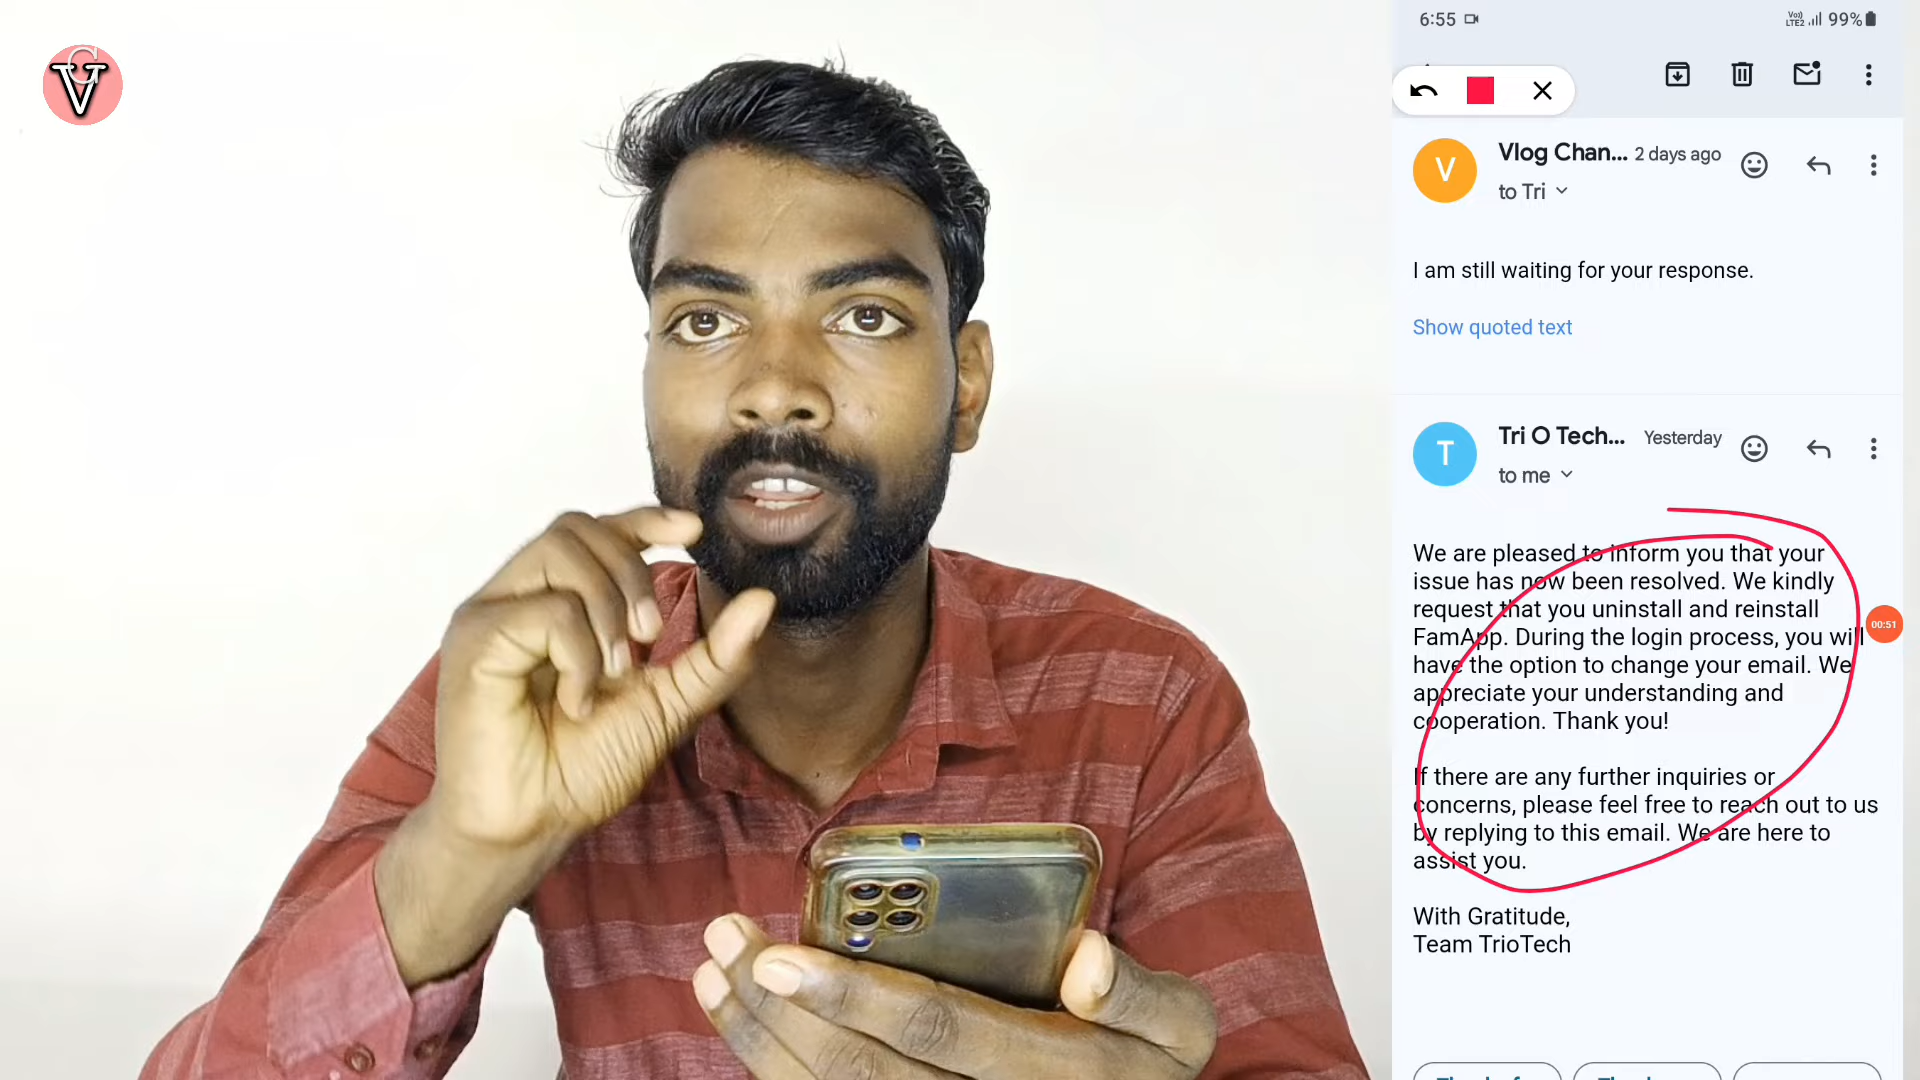 VG
6:55
Vo))
LTE2
99%
V
Vlog Chan... 2 days ago
to Tri
I am still waiting for your response.
Show quoted text
T
Tri O Tech... Yesterday
to me
We are pleased to inform you that your
issue has now been resolved. We kindly
request that you uninstall and reinstall
FamApp. During the login process, you will
have the option to change your email. We
appreciate your understanding and
cooperation. Thank you!
00:51
If there are any further inquiries or
concerns, please feel free to reach out to us
by replying to this email. We are here to
assist you.
With Gratitude,
Team TrioTech